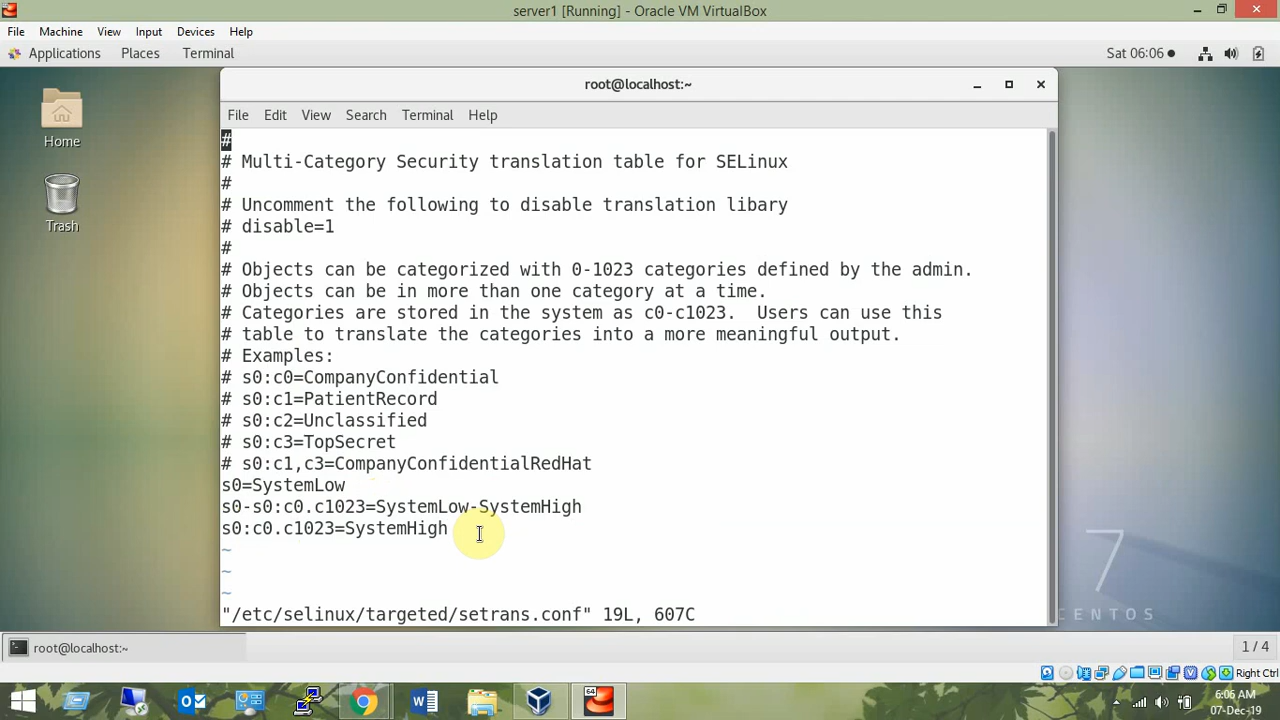 server1 [Running] - Oracle VM VirtualBox
File Machine View Input Devices Help
Applications Places Terminal Sat 06:06
root@localhost:~
File Edit View Search Terminal Help
Home
Trash
#
# Multi-Category Security translation table for SELinux
#
# Uncomment the following to disable translation libary
# disable=1
#
# Objects can be categorized with 0-1023 categories defined by the admin.
# Objects can be in more than one category at a time.
# Categories are stored in the system as c0-c1023.  Users can use this
# table to translate the categories into a more meaningful output.
# Examples:
# s0:c0=CompanyConfidential
# s0:c1=PatientRecord
# s0:c2=Unclassified
# s0:c3=TopSecret
# s0:c1,c3=CompanyConfidentialRedHat
s0=SystemLow
s0-s0:c0.c1023=SystemLow-SystemHigh
s0:c0.c1023=SystemHigh
~
~
~
"/etc/selinux/targeted/setrans.conf" 19L, 607C
7
CENTOS
root@localhost:~
1 / 4
Right Ctrl
64
6:06 AM
07-Dec-19